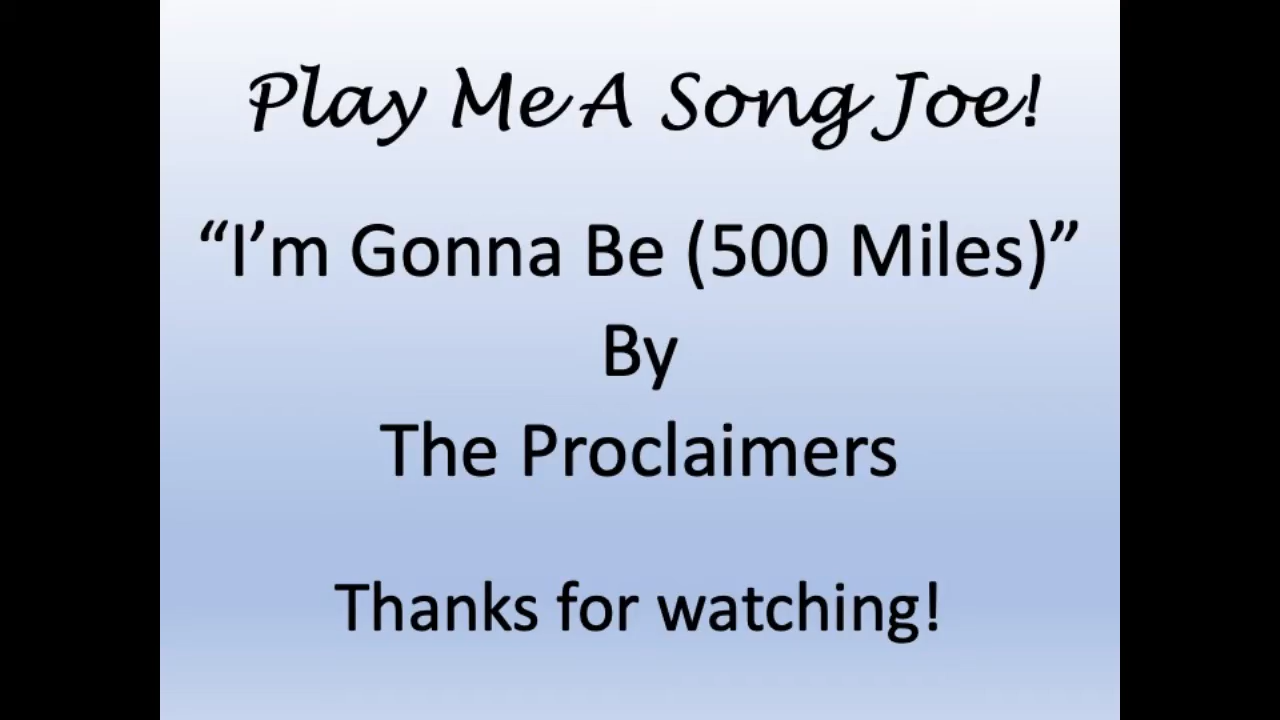 Play Me A Song Joe!
“I’m Gonna Be (500 Miles)”
By
The Proclaimers
Thanks for watching!